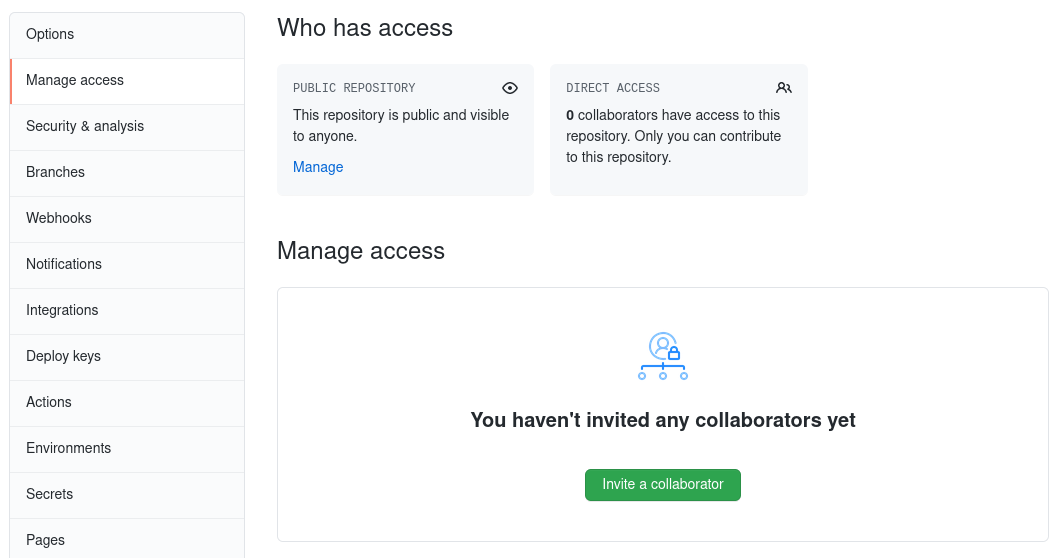 Options
Manage access
Security & analysis
Branches
Webhooks
Notifications
Integrations
Deploy keys
Actions
Environments
Secrets
Pages
Who has access
PUBLIC REPOSITORY
This repository is public and visible
to anyone.
Manage
DIRECT ACCESS
0 collaborators have access to this
repository. Only you can contribute
to this repository.
Manage access
You haven't invited any collaborators yet
Invite a collaborator